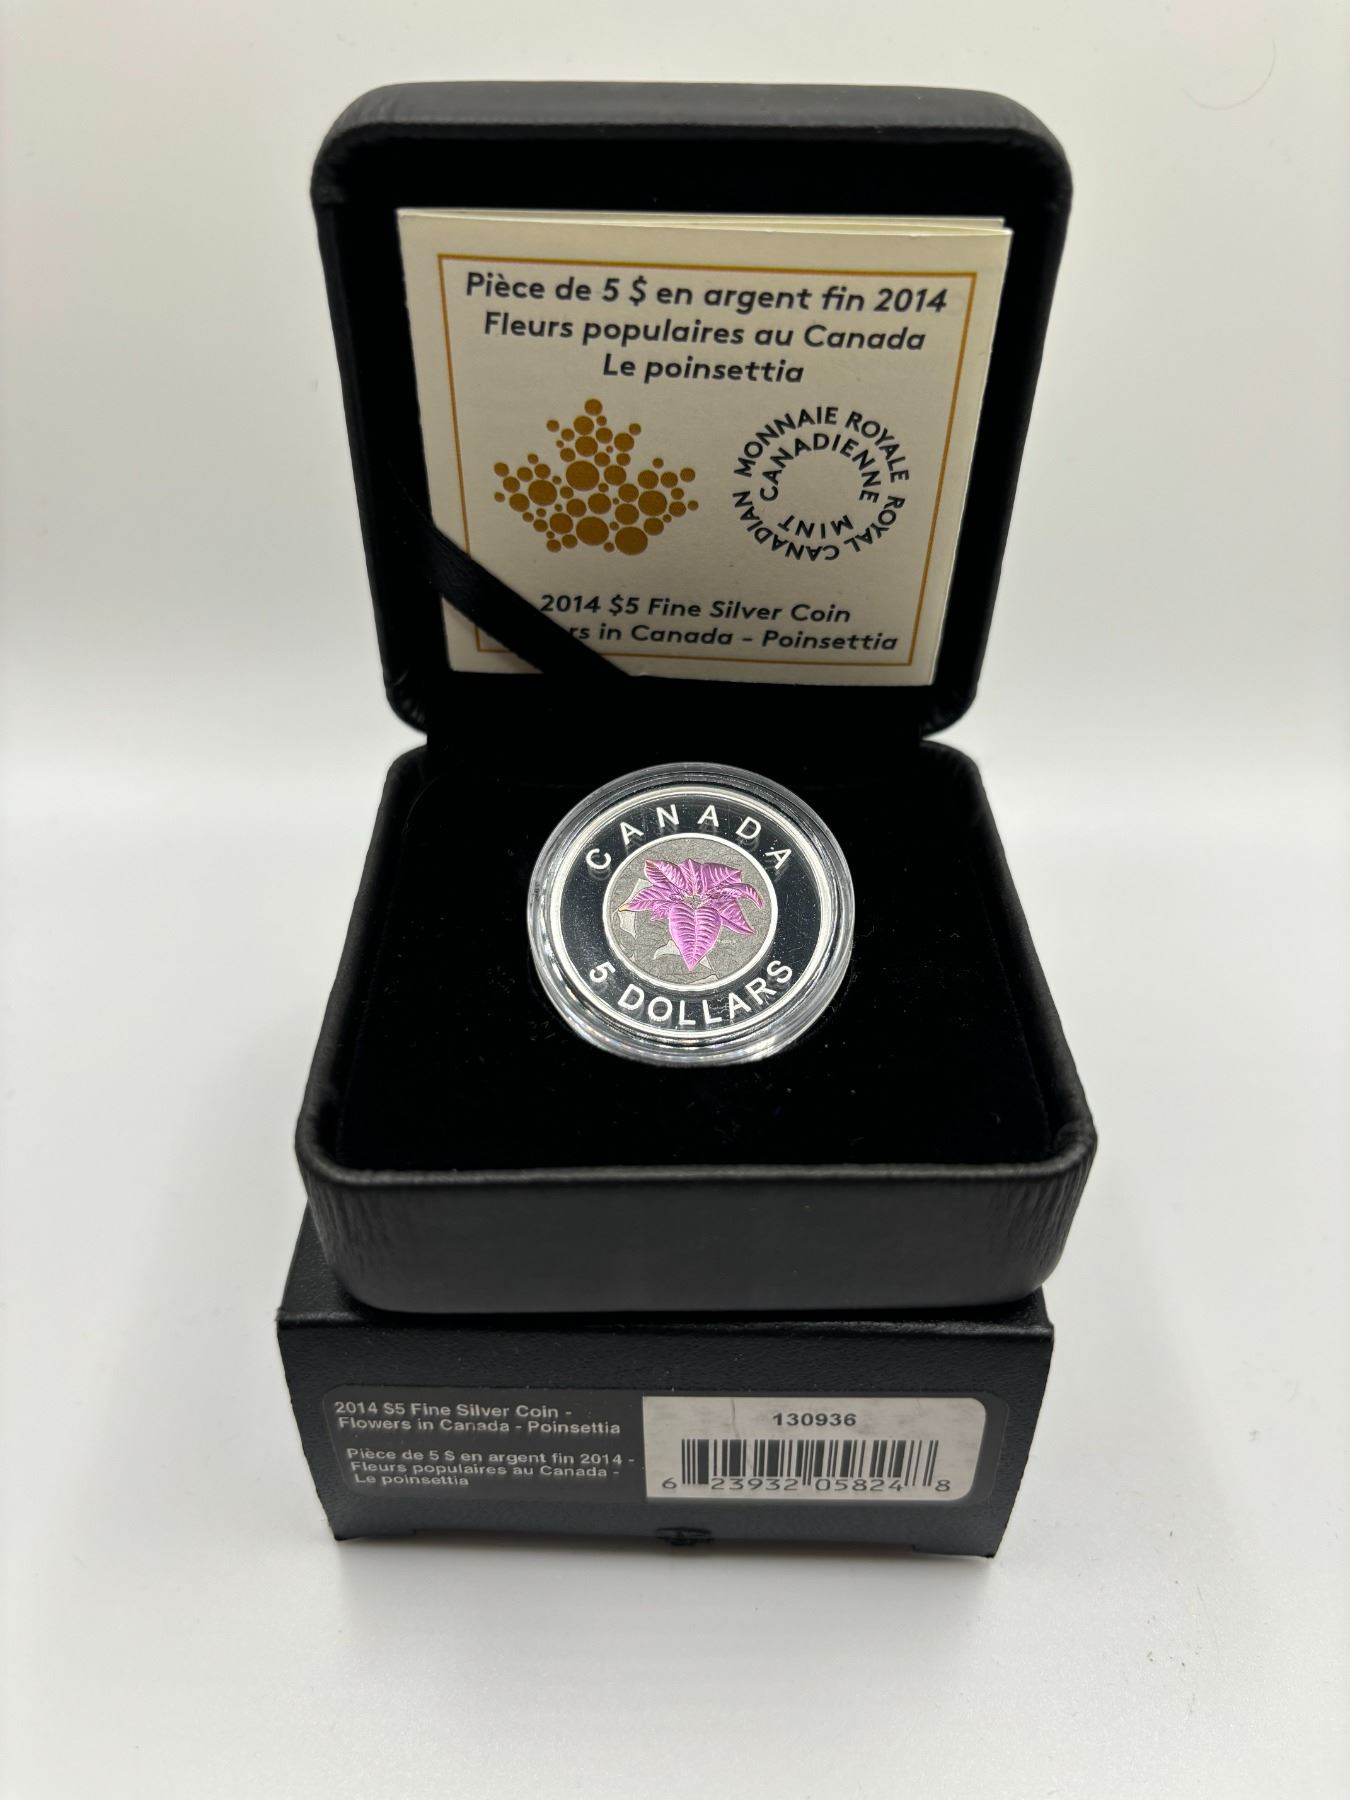 Pièce de 5 $ en argent fin 2014
Fleurs populaires au Canada
Le poinsettia
MONNAIE ROYALE CANADIENNE
ROYAL CANADIAN MINT
2014 $5 Fine Silver Coin
rs in Canada - Poinsettia
CANADA
5 DOLLARS
2014 $5 Fine Silver Coin -
Flowers in Canada - Poinsettia
Pièce de 5 $ en argent fin 2014 -
Fleurs populaires au Canada -
Le poinsettia
130936
6 23932 05824 8